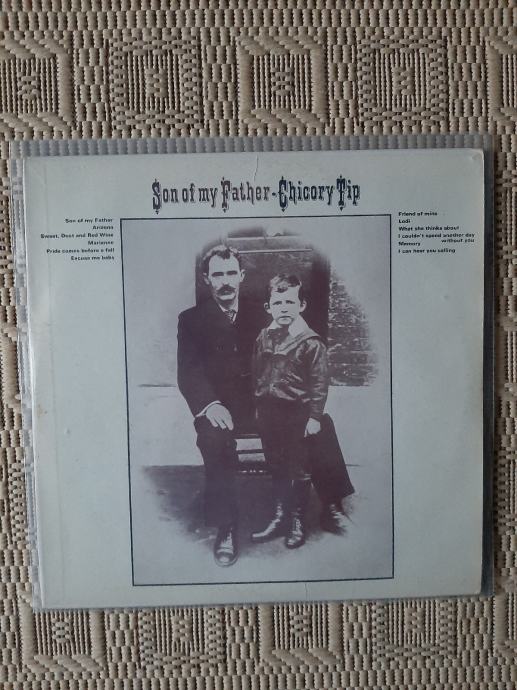 Son of my Father-Chicory Tip
Son of my Father
Arizona
Sweet, Dust and Red Wine
Marianne
Pride comes before a fall
Excuse me baby
Friend of mine
Lodi
What she thinks about
I couldn't spend another day
without you
Memory
I can hear you calling